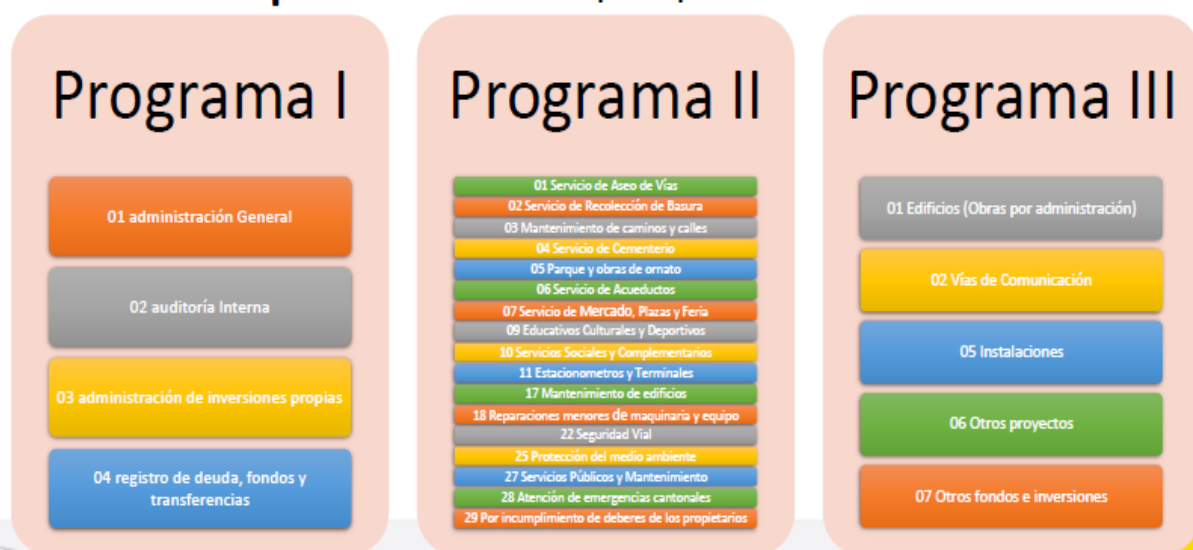 Programa I
01 administración General
02 auditoría Interna
03 administración de inversiones propias
04 registro de deuda, fondos y
transferencias
Programa II
01 Servicio de Aseo de Vías
02 Servicio de Recolección de Basura
03 Mantenimiento de caminos y calles
04 Servicio de Cementerio
05 Parque y obras de ornato
06 Servicio de Acueductos
07 Servicio de Mercado, Plazas y Feria
09 Educativos Culturales y Deportivos
10 Servicios Sociales y Complementarios
11 Estacionometros y Terminales
17 Mantenimiento de edificios
18 Reparaciones menores de maquinaria y equipo
22 Seguridad Vial
25 Protección del medio ambiente
27 Servicios Públicos y Mantenimiento
28 Atención de emergencias cantonales
29 Por incumplimiento de deberes de los propietarios
Programa III
01 Edificios (Obras por administración)
02 Vías de Comunicación
05 Instalaciones
06 Otros proyectos
07 Otros fondos e inversiones